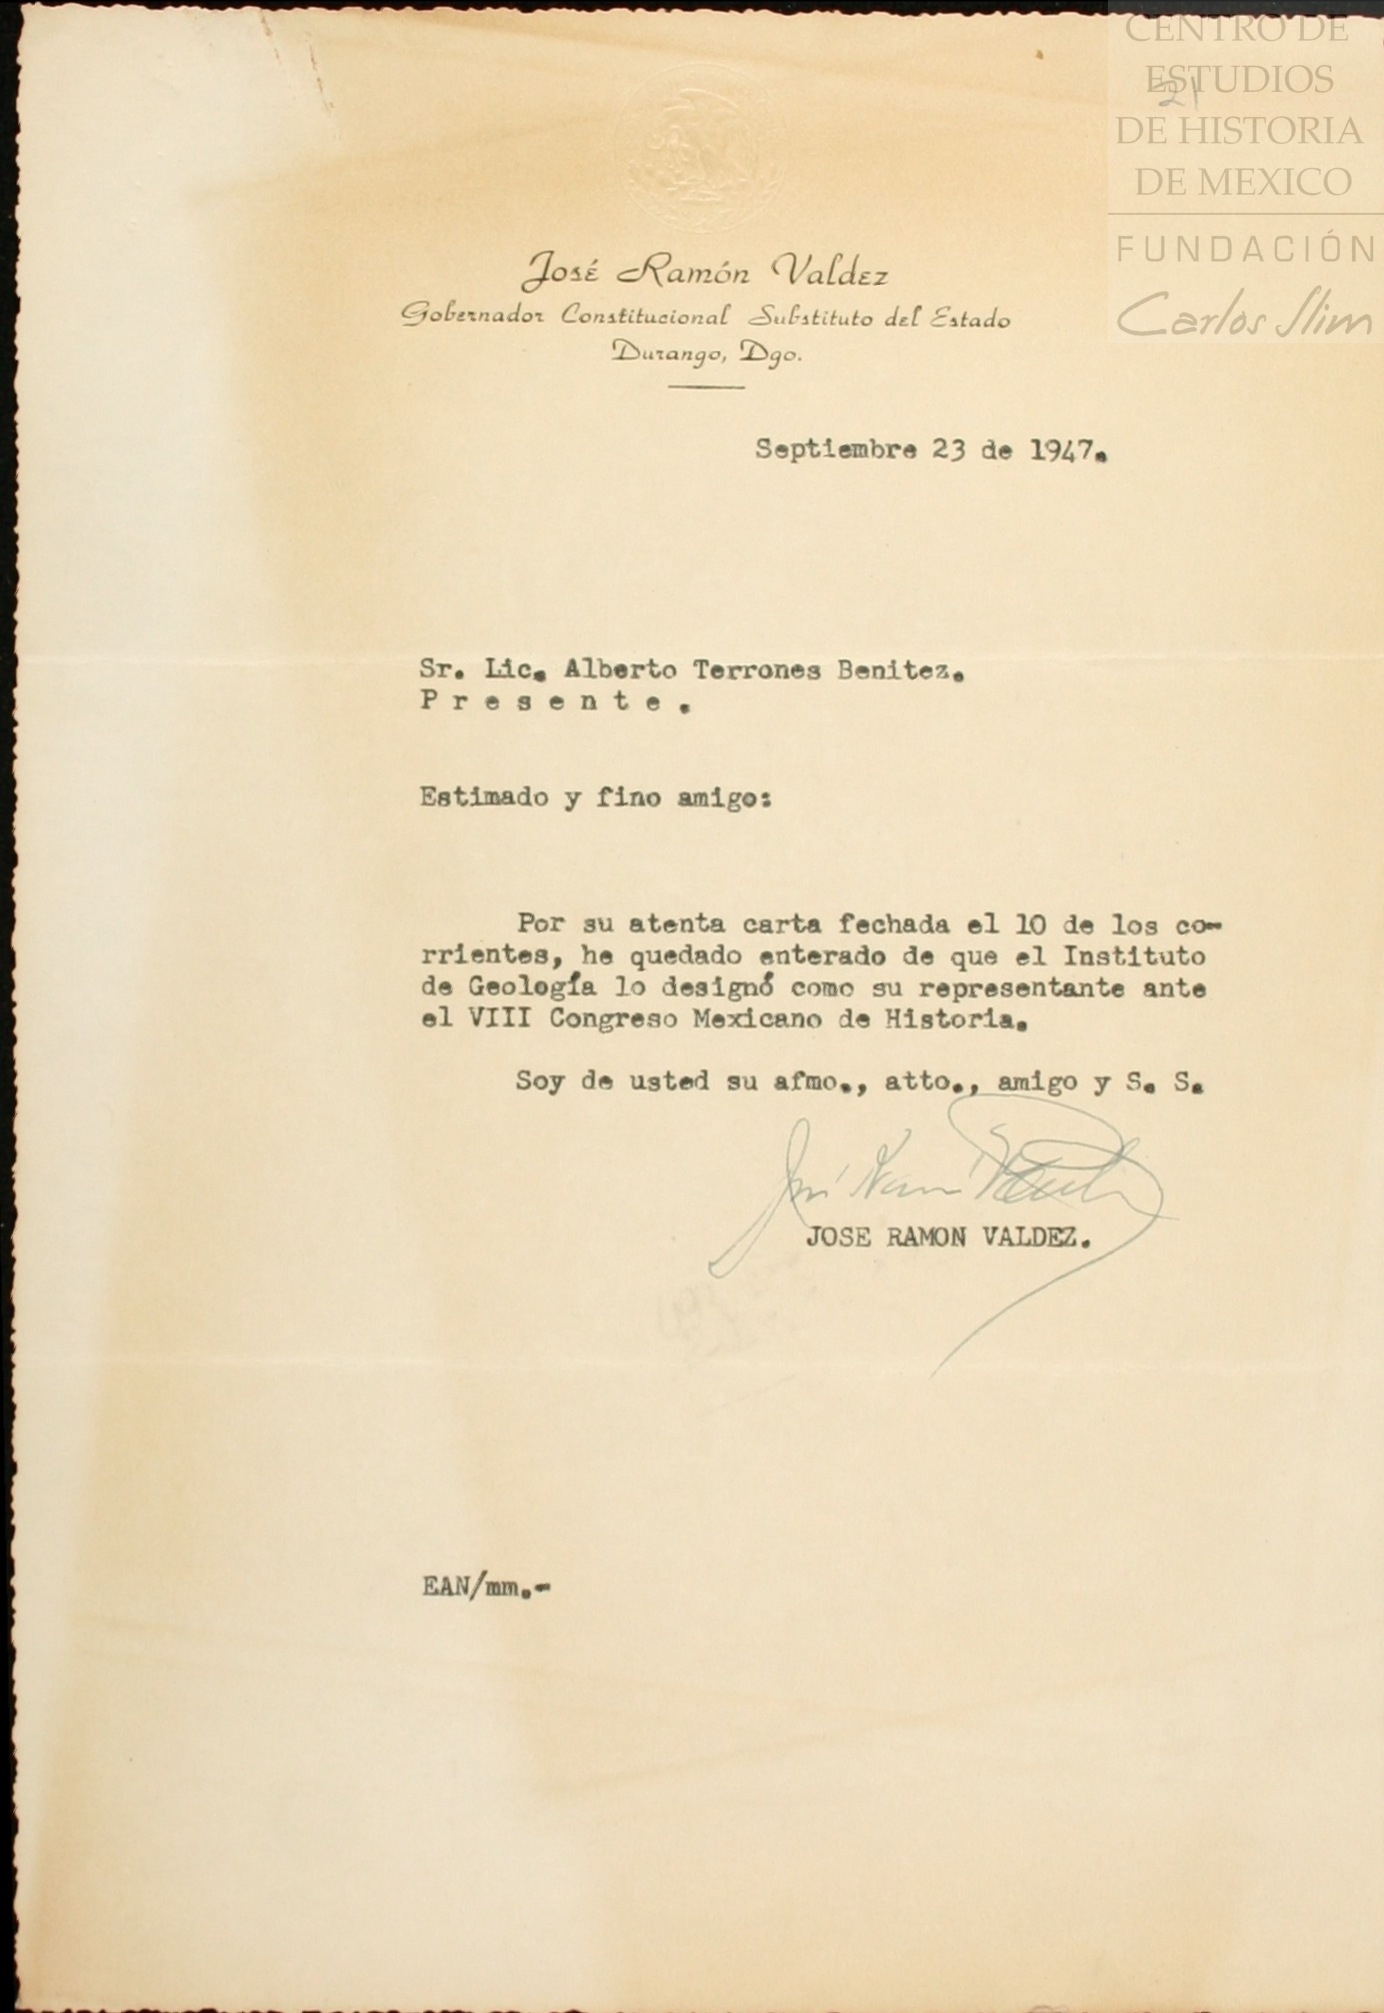 CENTRO DE
ESTUDIOS
DE HISTORIA
DE MEXICO
FUNDACIÓN
Carlos Slim
21
José Ramón Valdez
Gobernador Constitucional Substituto del Estado
Durango, Dgo.
Septiembre 23 de 1947.
Sr. Lic. Alberto Terrones Benitez.
P r e s e n t e .
Estimado y fino amigo:
Por su atenta carta fechada el 10 de los co-
rrientes, he quedado enterado de que el Instituto
de Geología lo designó como su representante ante
el VIII Congreso Mexicano de Historia.
Soy de usted su afmo., atto., amigo y S. S.
José Ramón Valdez
JOSE RAMON VALDEZ.
EAN/mm.-